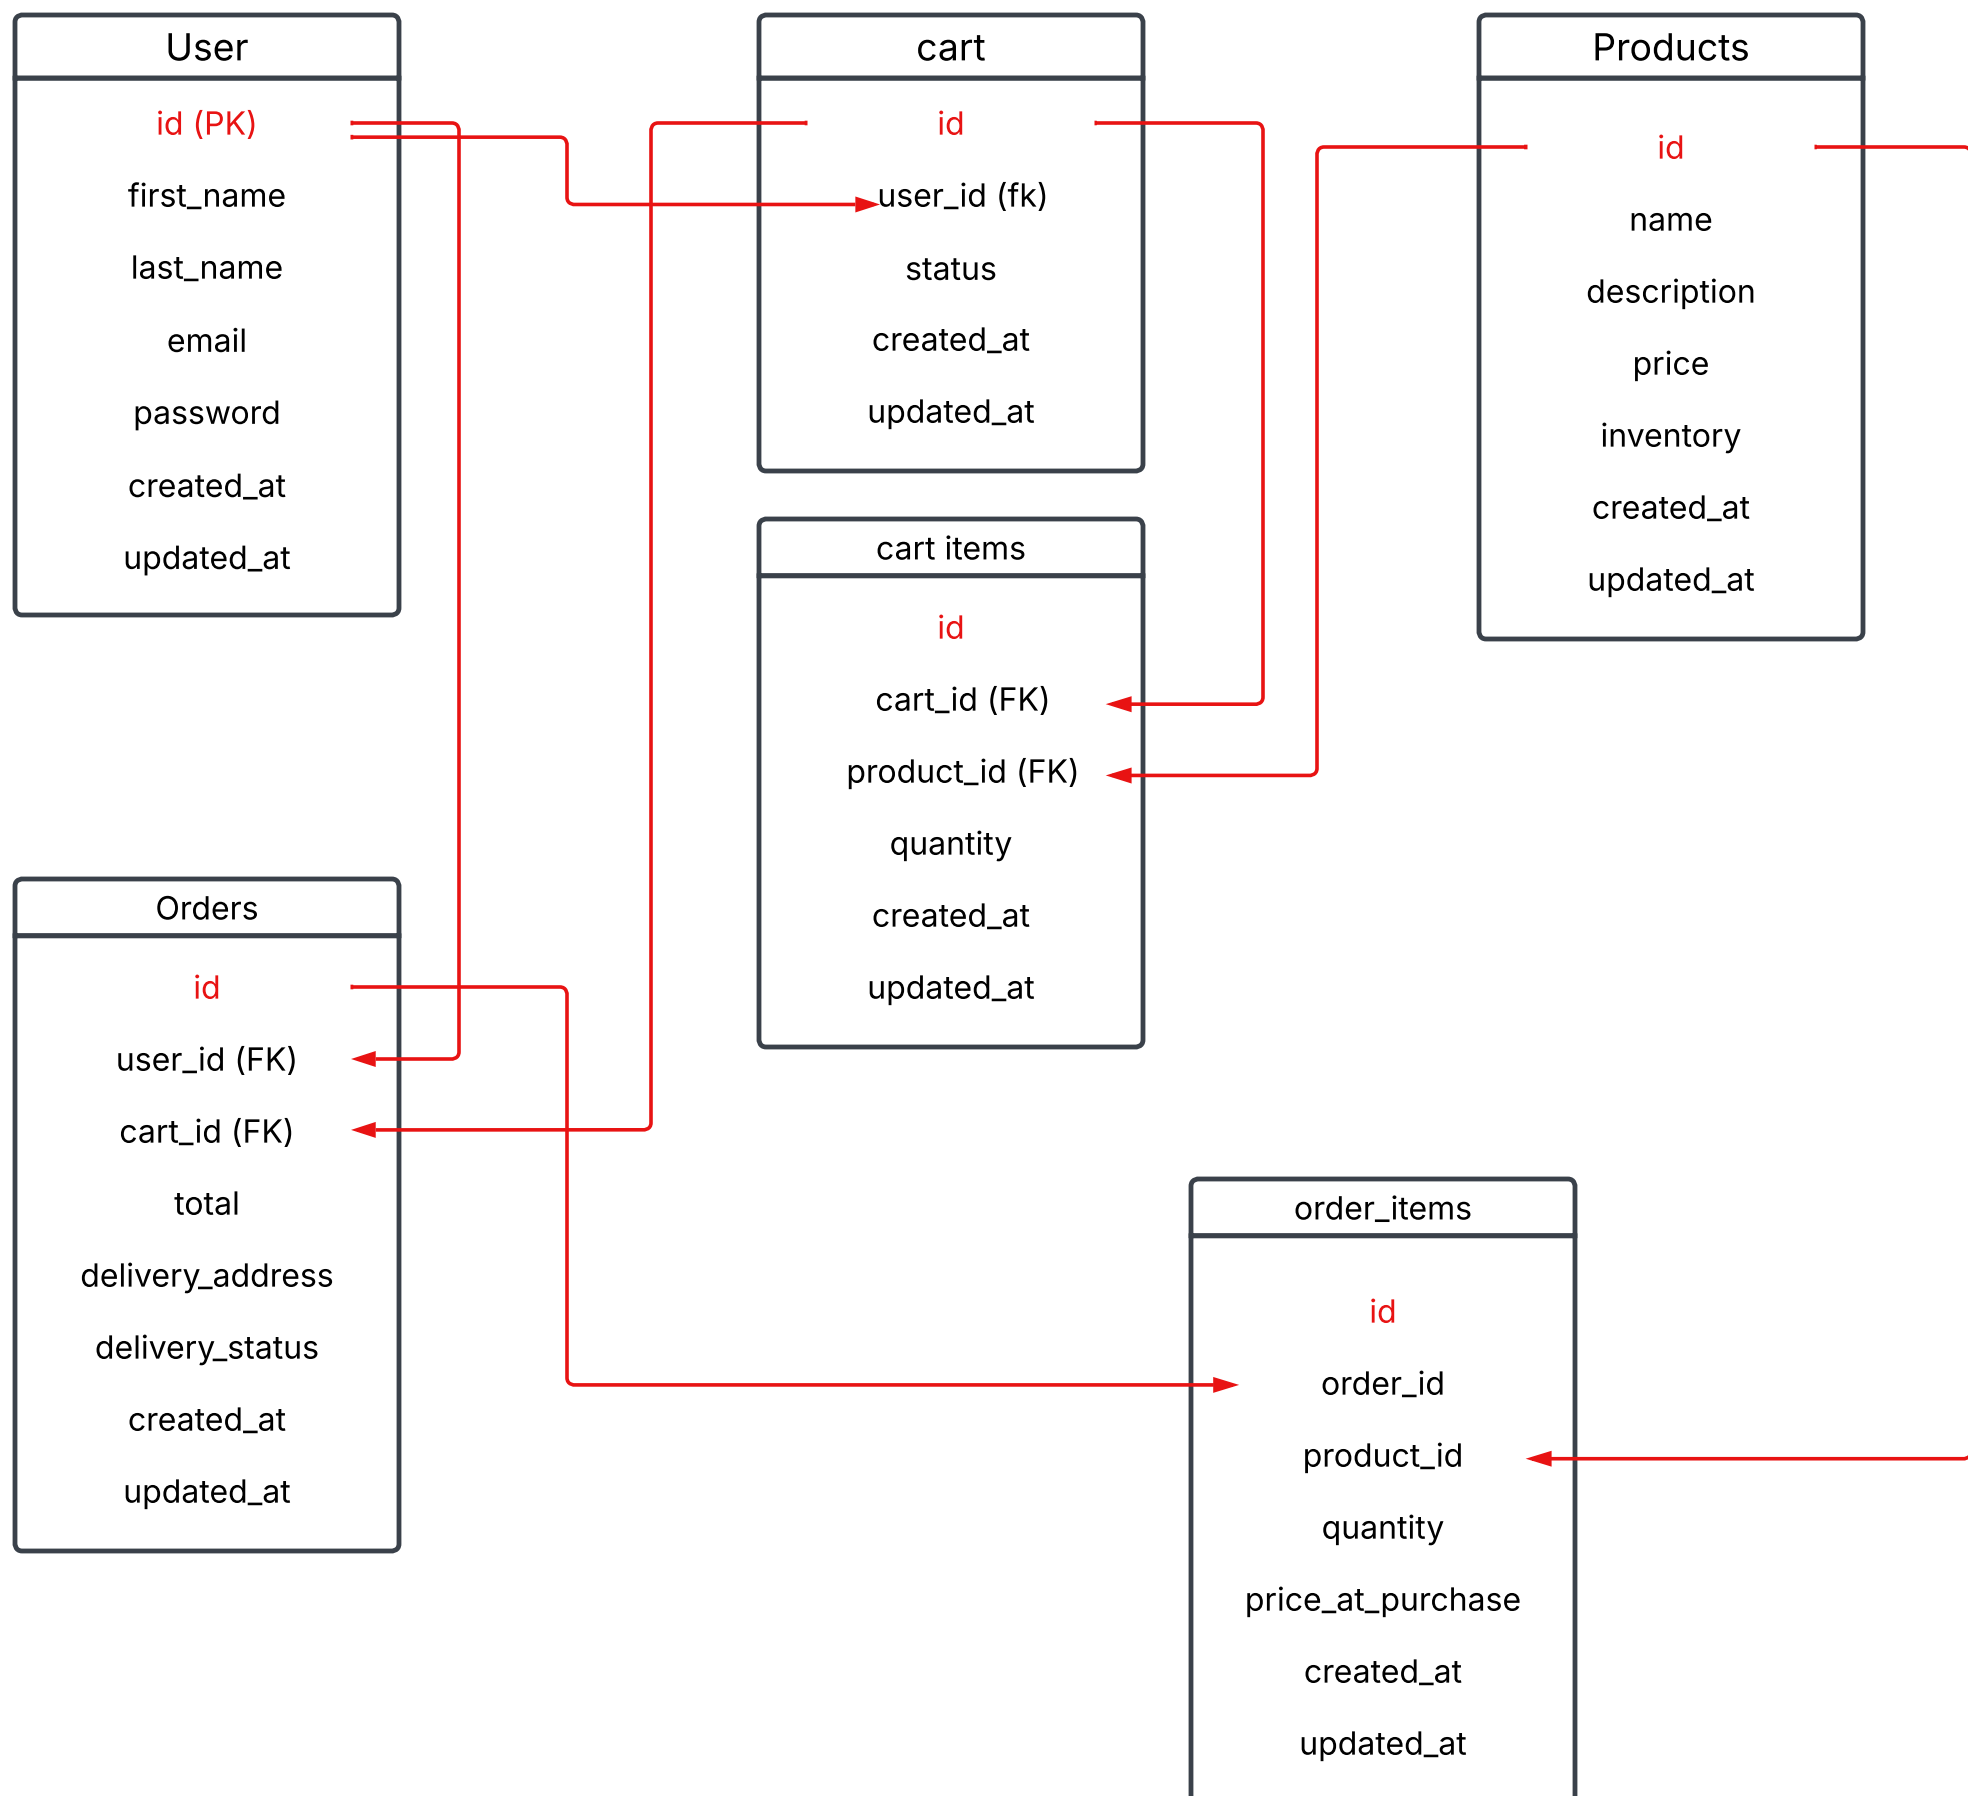 User
id (PK)
first_name
last_name
email
password
created_at
updated_at
cart
id
user_id (fk)
status
created_at
updated_at
Products
id
name
description
price
inventory
created_at
updated_at
cart items
id
cart_id (FK)
product_id (FK)
quantity
created_at
updated_at
Orders
id
user_id (FK)
cart_id (FK)
total
delivery_address
delivery_status
created_at
updated_at
order_items
id
order_id
product_id
quantity
price_at_purchase
created_at
updated_at